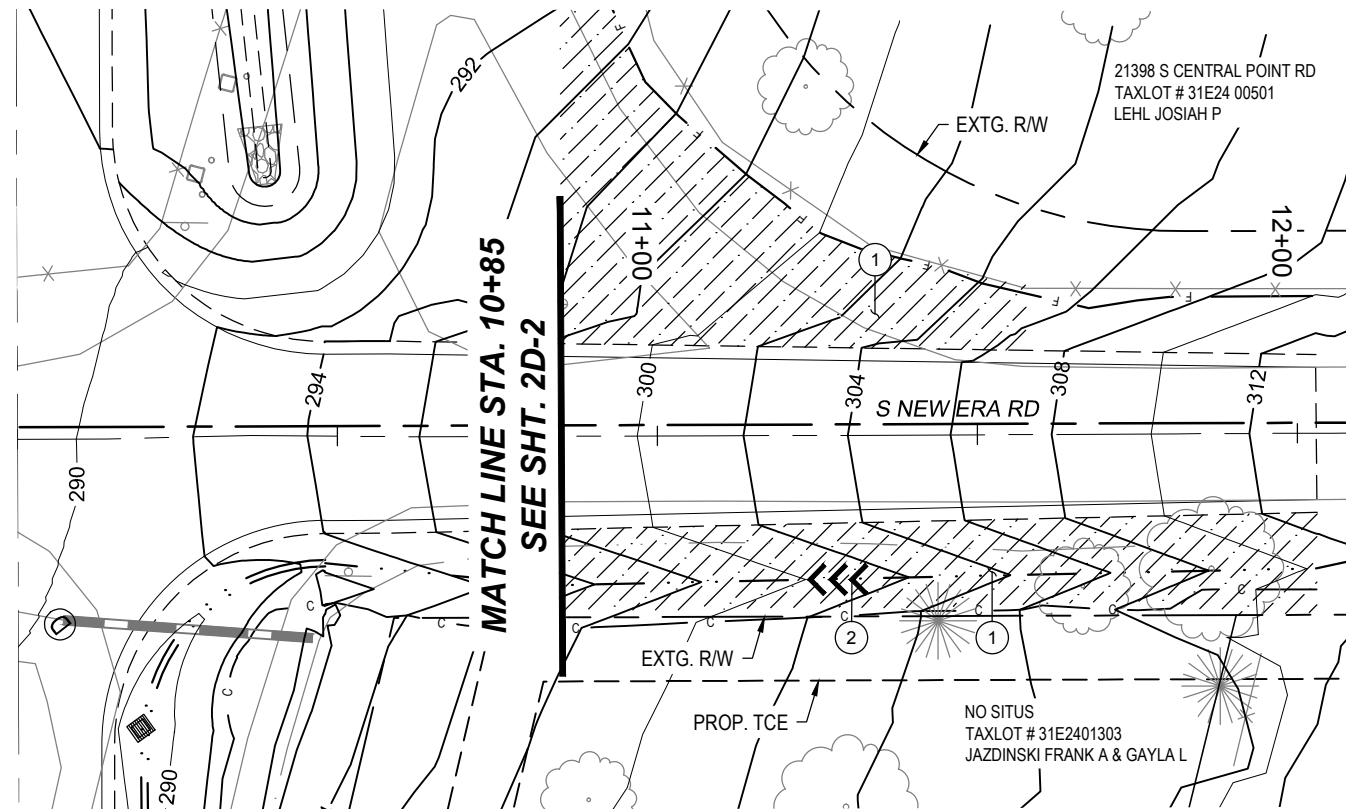 21398 S CENTRAL POINT RD
TAXLOT # 31E24 00501
LEHL JOSIAH P
292
EXTG. R/W
F
F
F
11+00
12+00
1
F
F
F
MATCH LINE STA. 10+85
SEE SHT. 2D-2
294
300
304
308
312
S NEW ERA RD
290
C
C
C
C
C
C
C
C
C
2
1
EXTG. R/W
PROP. TCE
NO SITUS
TAXLOT # 31E2401303
JAZDINSKI FRANK A & GAYLA L
290